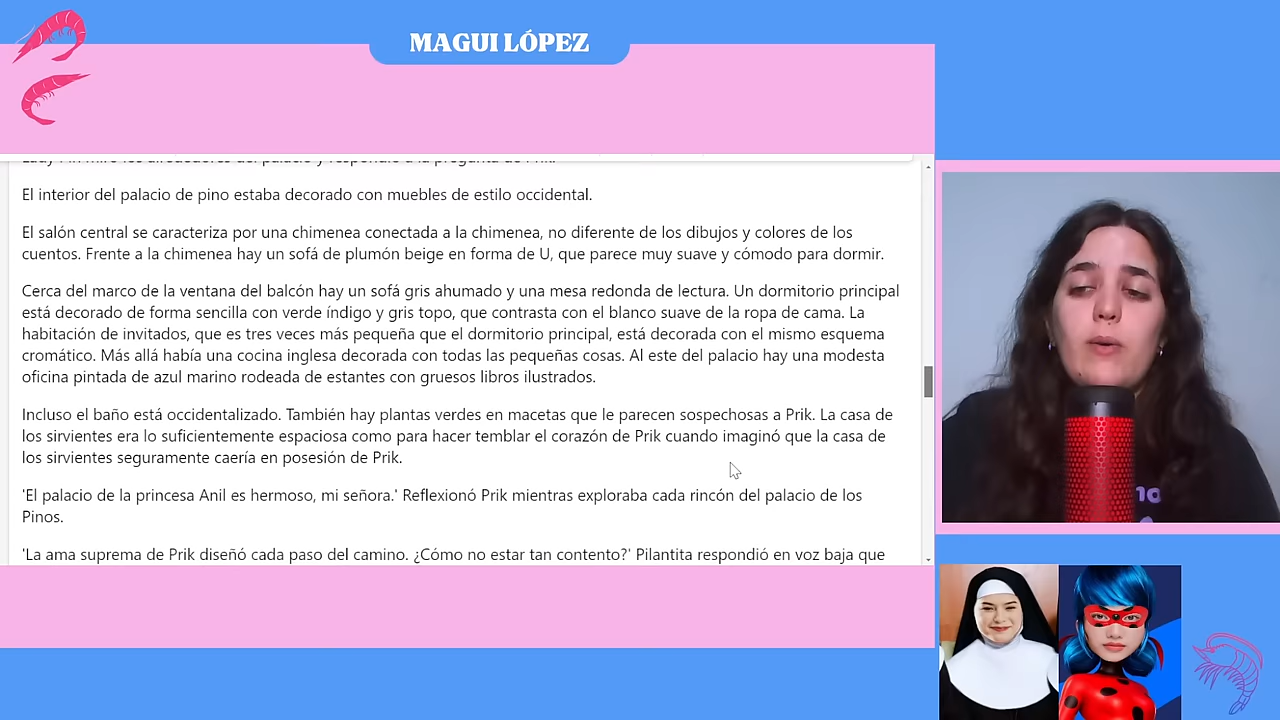 MAGUI LÓPEZ
El interior del palacio de pino estaba decorado con muebles de estilo occidental.
El salón central se caracteriza por una chimenea conectada a la chimenea, no diferente de los dibujos y colores de los
cuentos. Frente a la chimenea hay un sofá de plumón beige en forma de U, que parece muy suave y cómodo para dormir.
Cerca del marco de la ventana del balcón hay un sofá gris ahumado y una mesa redonda de lectura. Un dormitorio principal
está decorado de forma sencilla con verde índigo y gris topo, que contrasta con el blanco suave de la ropa de cama. La
habitación de invitados, que es tres veces más pequeña que el dormitorio principal, está decorada con el mismo esquema
cromático. Más allá había una cocina inglesa decorada con todas las pequeñas cosas. Al este del palacio hay una modesta
oficina pintada de azul marino rodeada de estantes con gruesos libros ilustrados.
Incluso el baño está occidentalizado. También hay plantas verdes en macetas que le parecen sospechosas a Prik. La casa de
los sirvientes era lo suficientemente espaciosa como para hacer temblar el corazón de Prik cuando imaginó que la casa de
los sirvientes seguramente caería en posesión de Prik.
'El palacio de la princesa Anil es hermoso, mi señora.' Reflexionó Prik mientras exploraba cada rincón del palacio de los
Pinos.
'La ama suprema de Prik diseñó cada paso del camino. ¿Cómo no estar tan contento?' Pilantita respondió en voz baja que